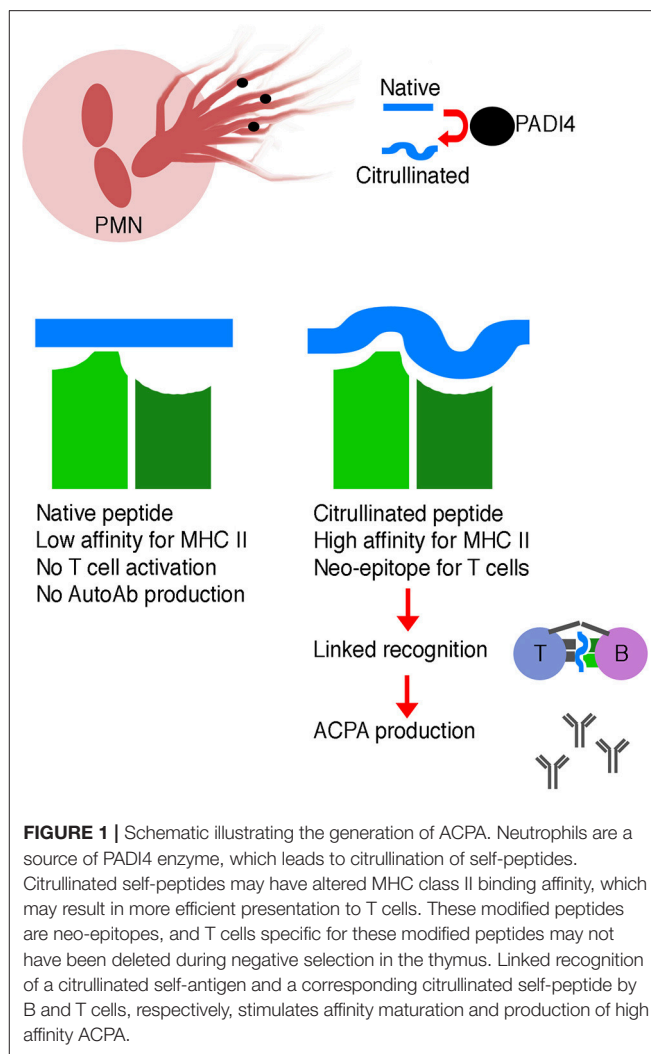 Native
PADI4
Citrullinated
PMN
Native peptide
Low affinity for MHC II
No T cell activation
No AutoAb production
Citrullinated peptide
High affinity for MHC II
Neo-epitope for T cells
Linked recognition
T
B
ACPA production
FIGURE 1 | Schematic illustrating the generation of ACPA. Neutrophils are a
source of PADI4 enzyme, which leads to citrullination of self-peptides.
Citrullinated self-peptides may have altered MHC class II binding affinity, which
may result in more efficient presentation to T cells. These modified peptides
are neo-epitopes, and T cells specific for these modified peptides may not
have been deleted during negative selection in the thymus. Linked recognition
of a citrullinated self-antigen and a corresponding citrullinated self-peptide by
B and T cells, respectively, stimulates affinity maturation and production of high
affinity ACPA.